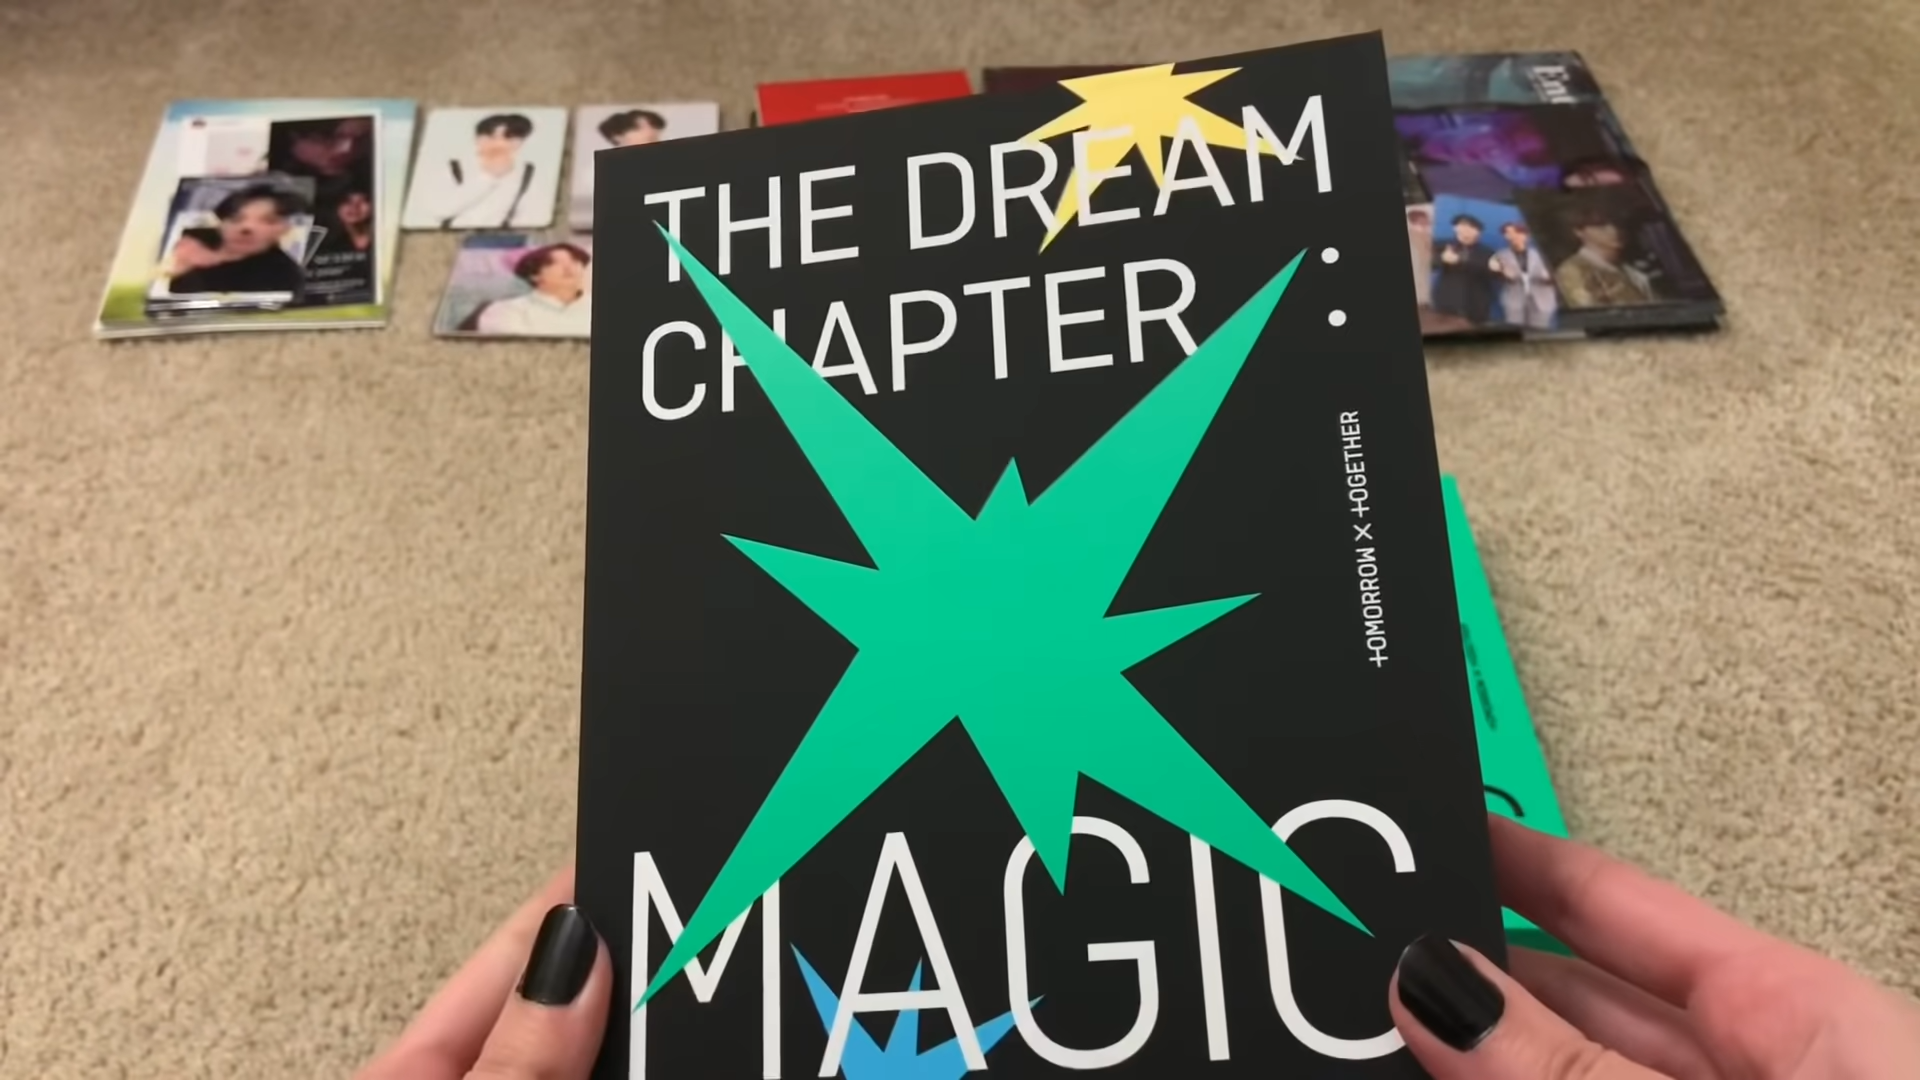 THE DREAM
CHAPTER :
MAGIC
TOMORROW X TOGETHER